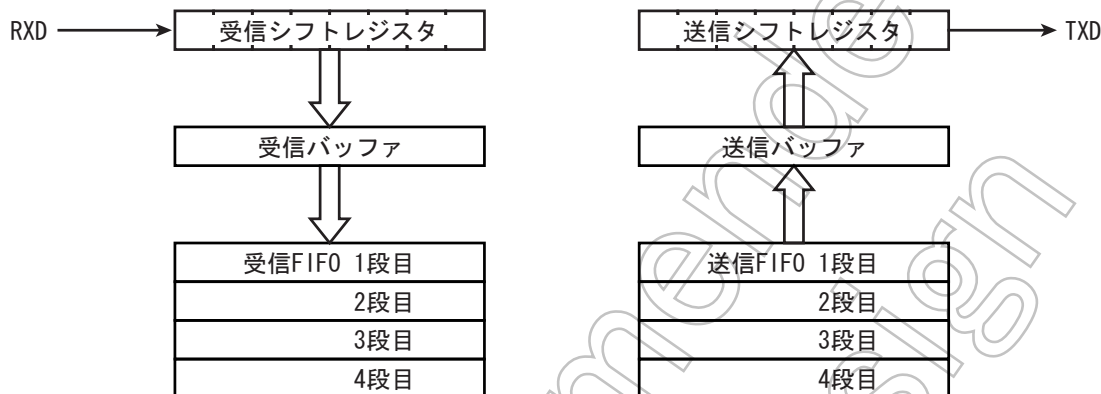 RXD
受信シフトレジスタ
受信バッファ
受信FIFO 1段目
2段目
3段目
4段目
送信シフトレジスタ
TXD
送信バッファ
送信FIFO 1段目
2段目
3段目
4段目